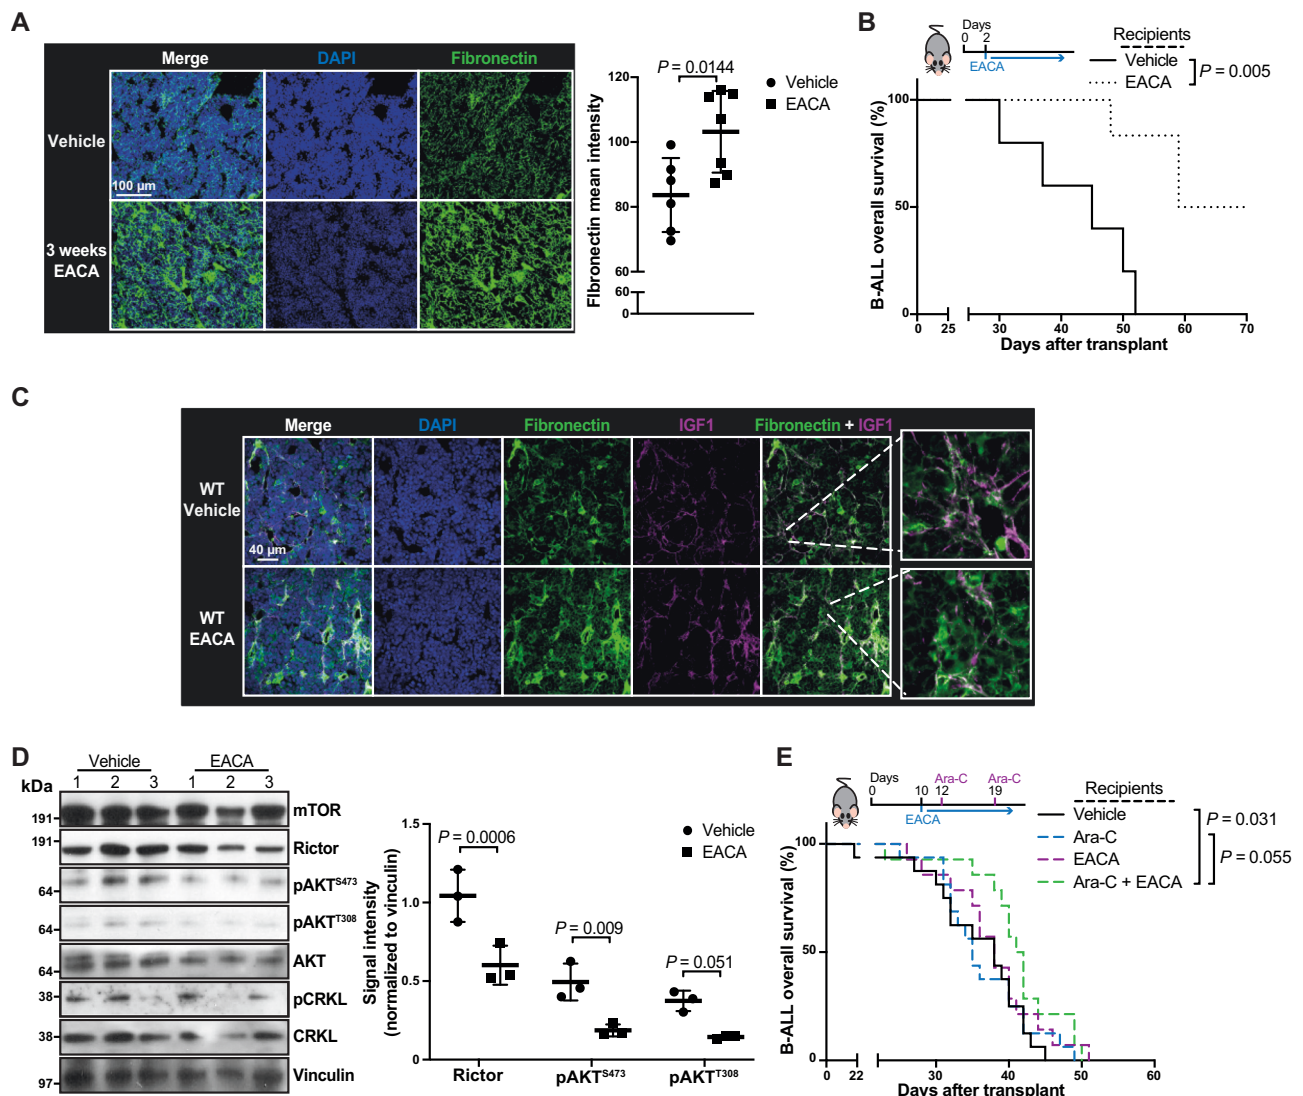 A
Merge DAPI Fibronectin
Vehicle
100 µm
3 weeks
EACA
Fibronectin mean intensity
120
100
80
60
60
0
P = 0.0144
Vehicle
EACA
B
Days
0 2
EACA
Recipients
Vehicle
EACA
P = 0.005
B-ALL overall survival (%)
100
50
0
0 25 30 40 50 60 70
Days after transplant
C
Merge DAPI Fibronectin IGF1 Fibronectin + IGF1
WT
Vehicle
40 µm
WT
EACA
D
Vehicle EACA
kDa 1 2 3 1 2 3
191 mTOR
191 Rictor
64 pAKTS473
64 pAKTT308
64 AKT
38 pCRKL
38 CRKL
97 Vinculin
Signal intensity
(normalized to vinculin)
1.5
1.0
0.5
0
P = 0.0006
P = 0.009
P = 0.051
Vehicle
EACA
Rictor pAKTS473 pAKTT308
E
Days Ara-C Ara-C
0 10 12 19
EACA
Recipients
Vehicle
Ara-C
EACA
Ara-C + EACA
P = 0.031
P = 0.055
B-ALL overall survival (%)
100
50
0
0 22 30 40 50 60
Days after transplant